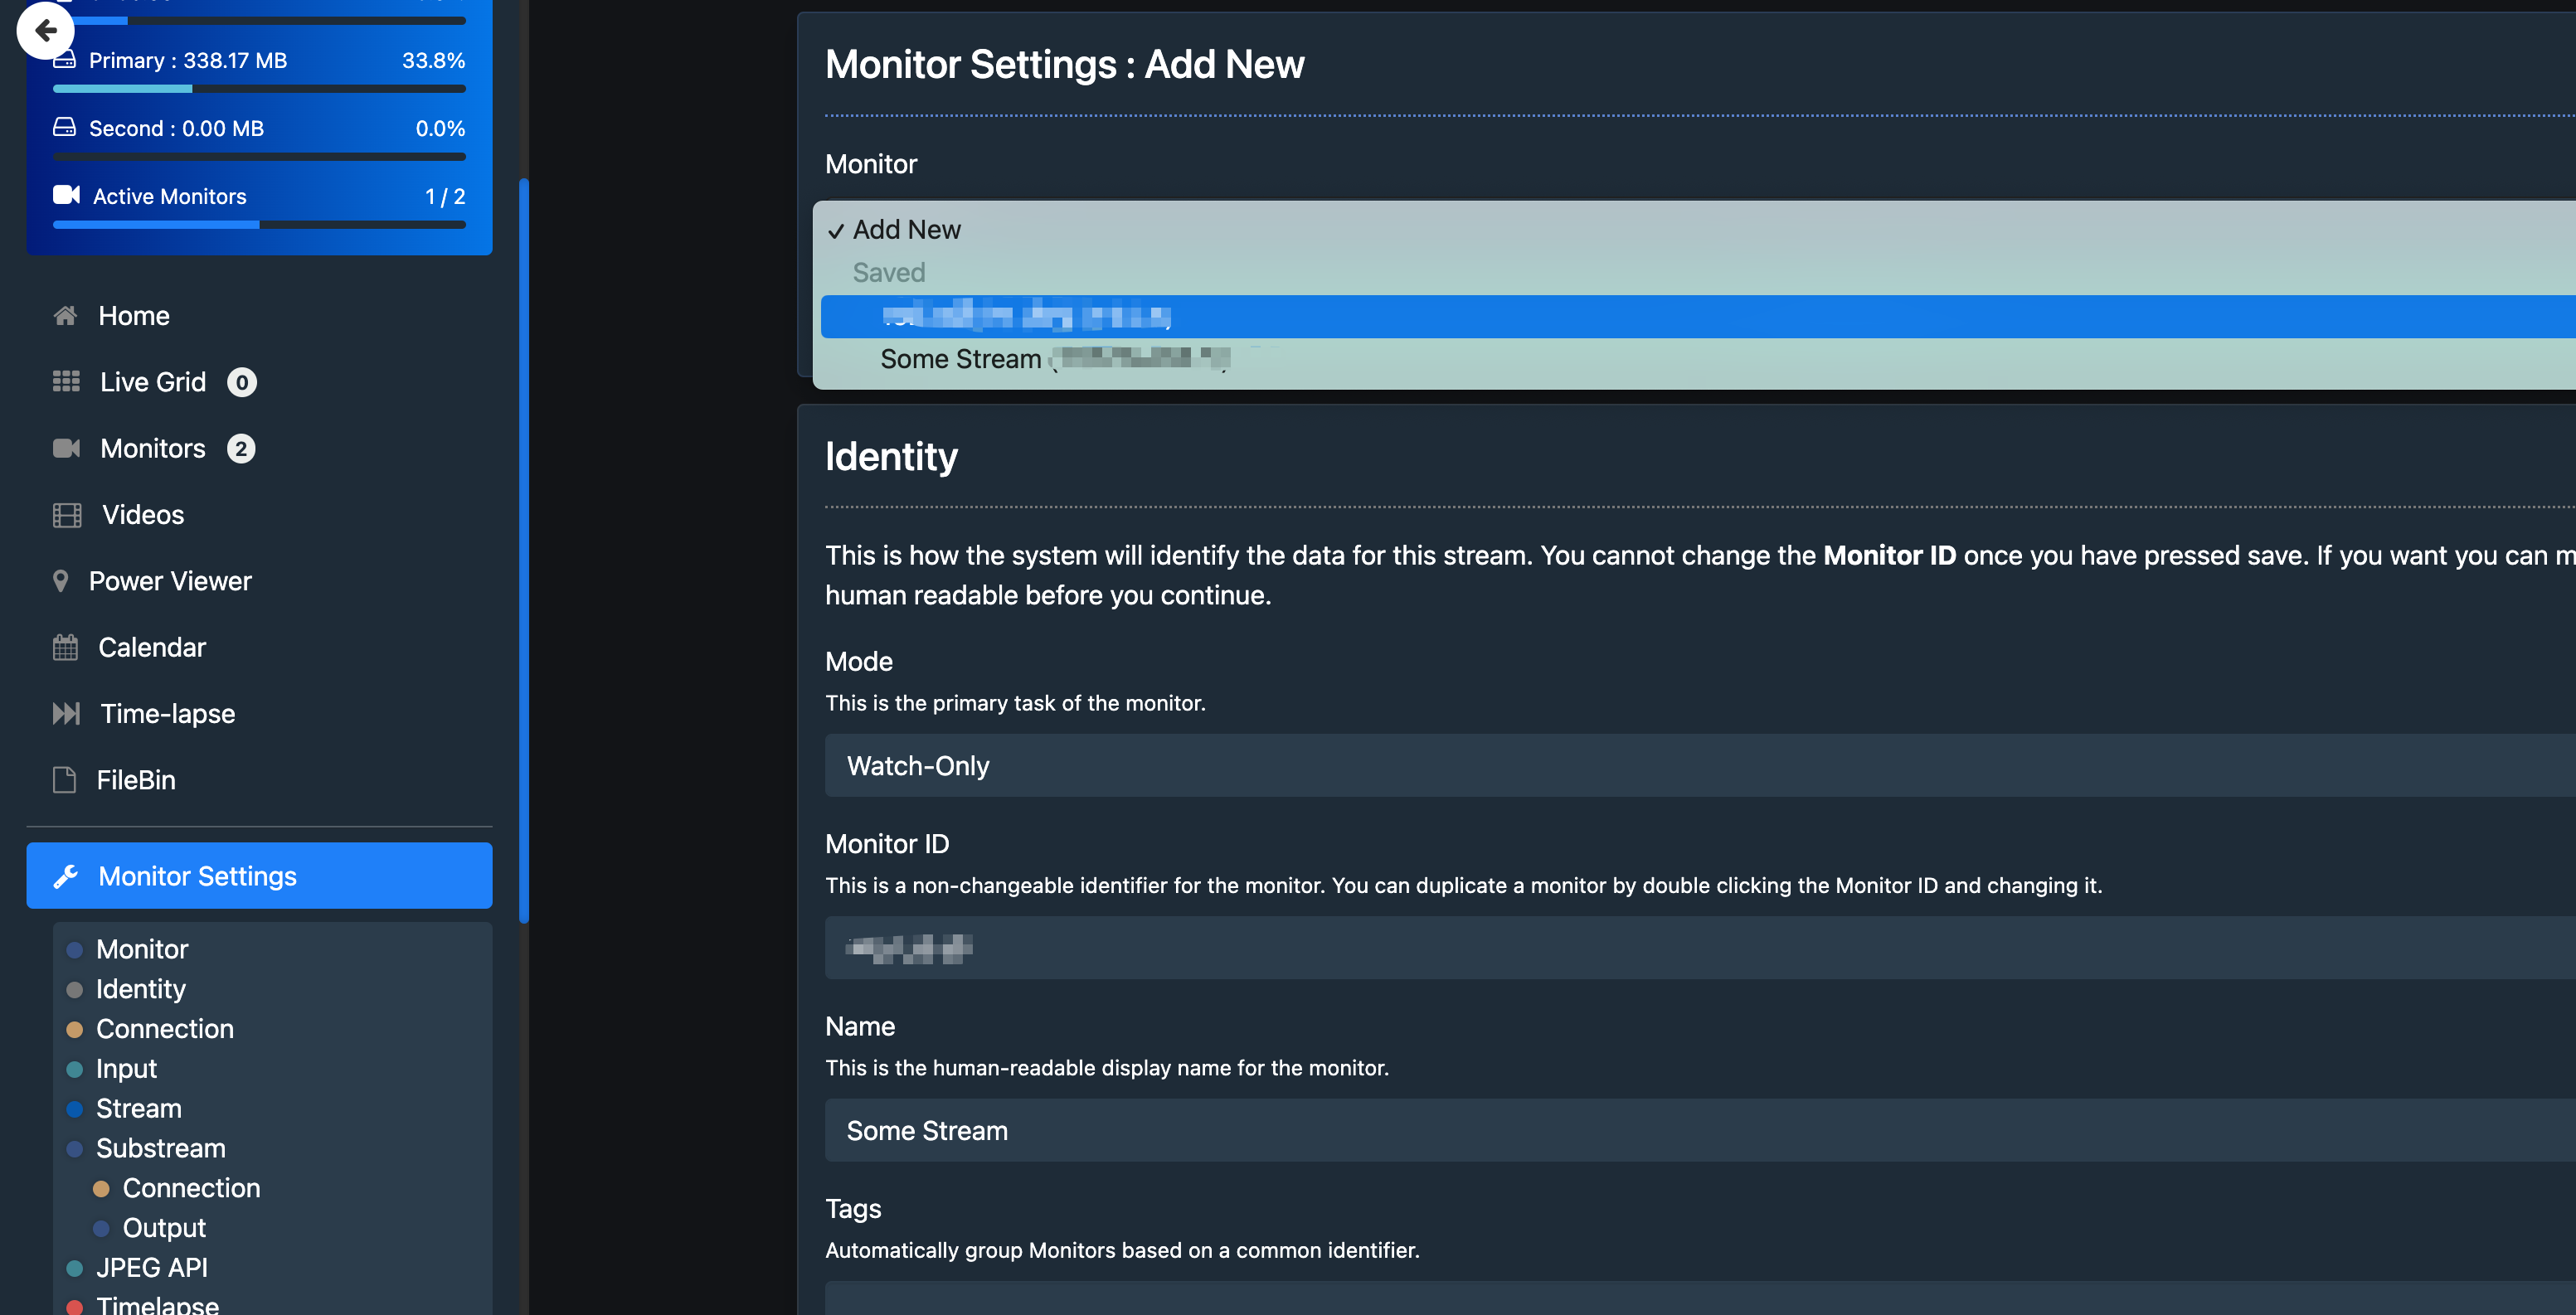 Primary : 338.17 MB 33.8%
Second : 0.00 MB 0.0%
Active Monitors 1 / 2
Home
Live Grid 0
Monitors 2
Videos
Power Viewer
Calendar
Time-lapse
FileBin
Monitor Settings
Monitor
Identity
Connection
Input
Stream
Substream
Connection
Output
JPEG API
Timelapse
Monitor Settings : Add New
Monitor
✓ Add New
Saved
Some Stream
Identity
This is how the system will identify the data for this stream. You cannot change the Monitor ID once you have pressed save. If you want you can
human readable before you continue.
Mode
This is the primary task of the monitor.
Watch-Only
Monitor ID
This is a non-changeable identifier for the monitor. You can duplicate a monitor by double clicking the Monitor ID and changing it.
Name
This is the human-readable display name for the monitor.
Some Stream
Tags
Automatically group Monitors based on a common identifier.